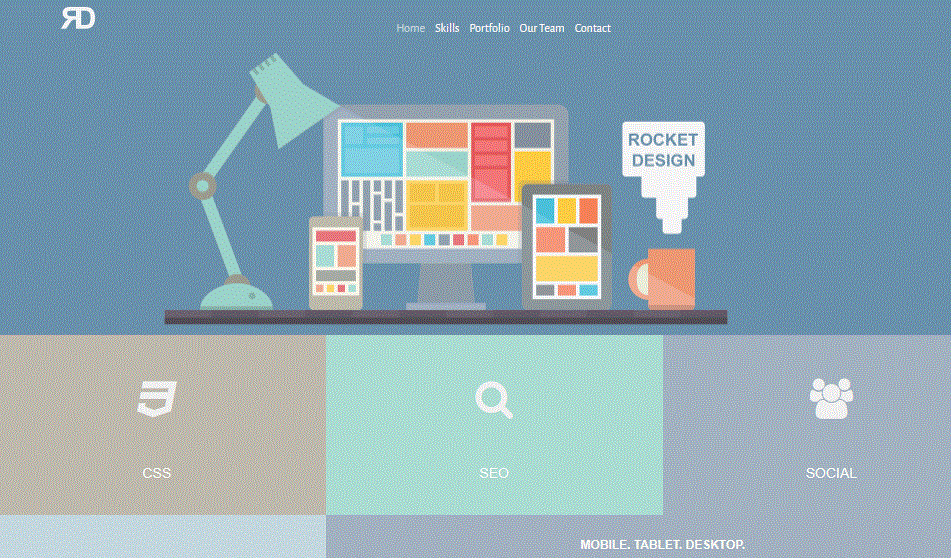 RD
Home Skills Portfolio Our Team Contact
ROCKET
DESIGN
CSS
SEO
SOCIAL
MOBILE. TABLET. DESKTOP.